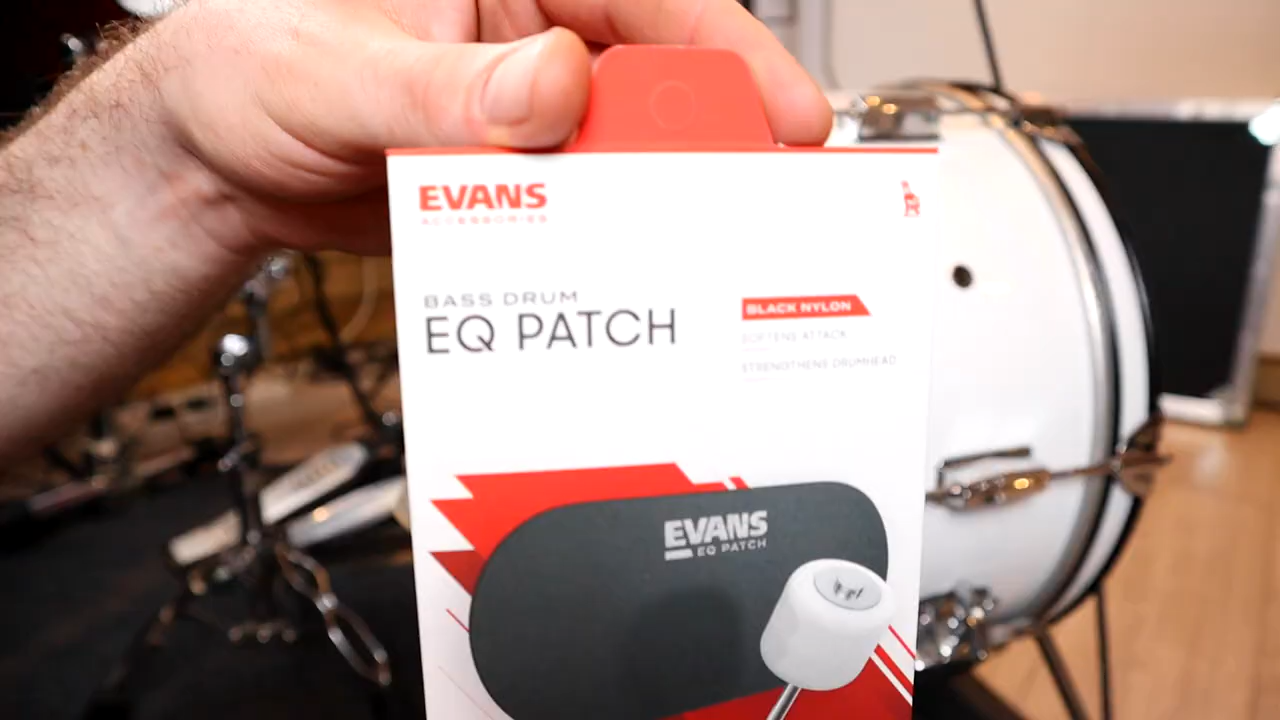 EVANS
ACCESSORIES
BASS DRUM
EQ PATCH
BLACK NYLON
SOFTENS ATTACK
STRENGTHENS DRUMHEAD
EVANS
EQ PATCH